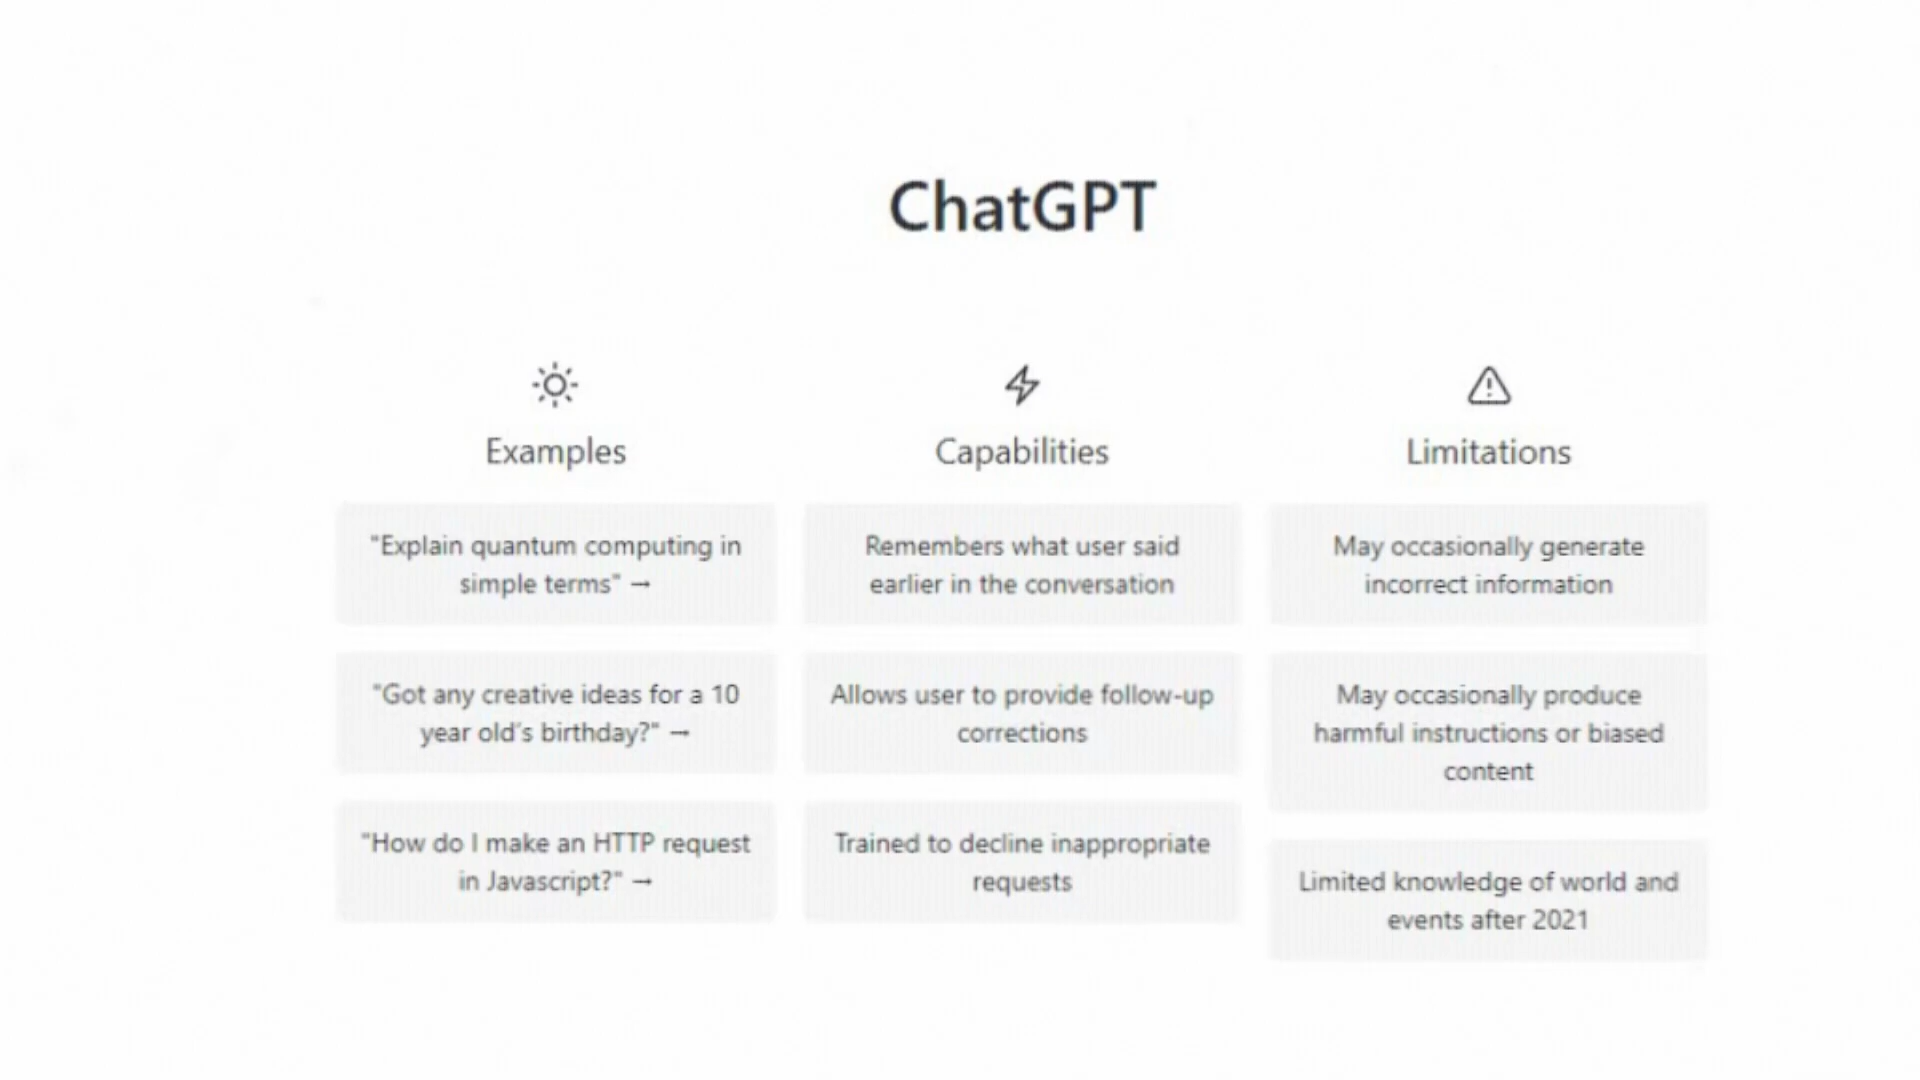 ChatGPT
Examples
"Explain quantum computing in
simple terms" →
"Got any creative ideas for a 10
year old's birthday?" →
"How do I make an HTTP request
in Javascript?" →
Capabilities
Remembers what user said
earlier in the conversation
Allows user to provide follow-up
corrections
Trained to decline inappropriate
requests
Limitations
May occasionally generate
incorrect information
May occasionally produce
harmful instructions or biased
content
Limited knowledge of world and
events after 2021